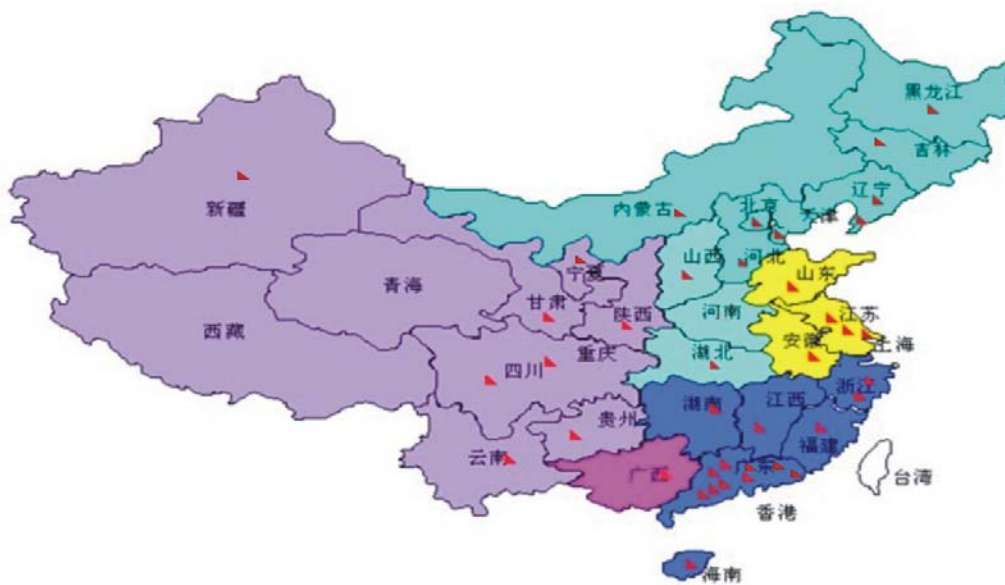 黑龙江
吉林
辽宁
内蒙古
北京
天津
新疆
山西
河北
山东
宁夏
青海
甘肃
陕西
河南
江苏
西藏
安徽
上海
湖北
重庆
四川
浙江
湖南
江西
贵州
福建
云南
广西
广东
台湾
香港
海南